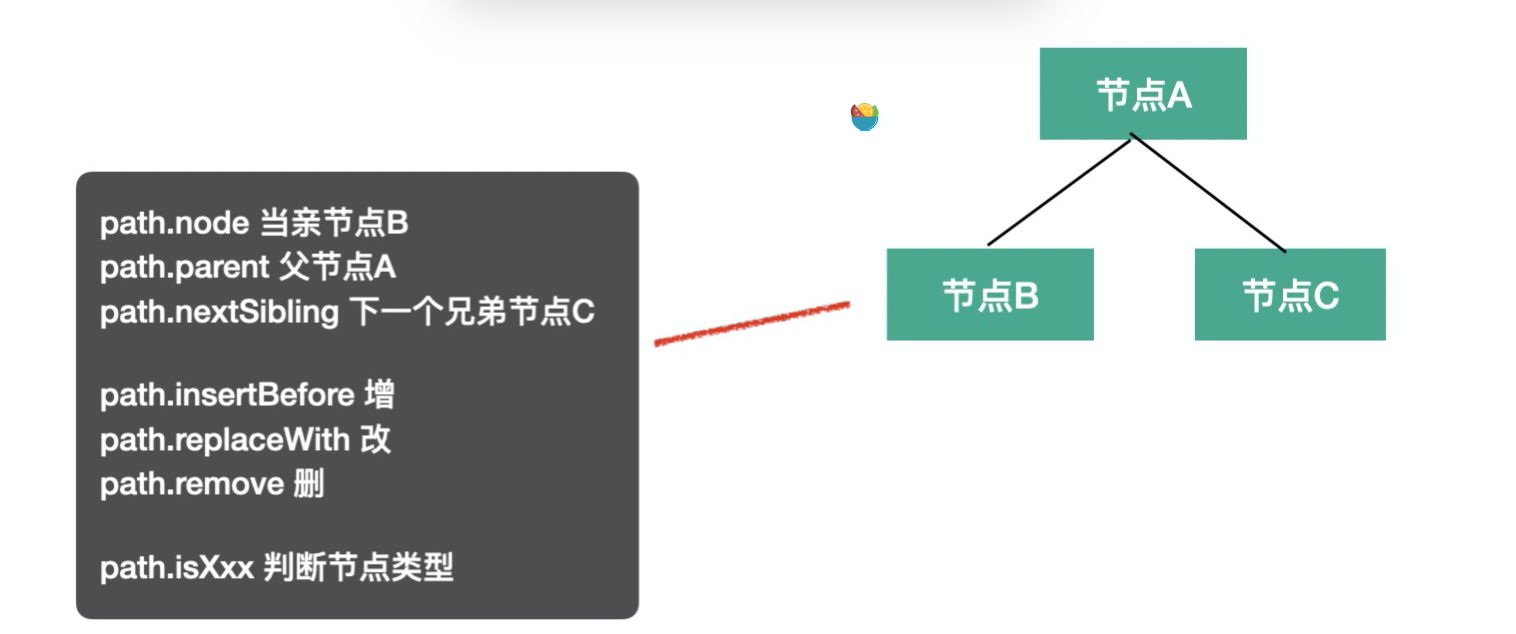 节点A
path.node 当亲节点B
path.parent 父节点A
path.nextSibling 下一个兄弟节点C
path.insertBefore 增
path.replaceWith 改
path.remove 删
path.isXxx 判断节点类型
节点B
节点C